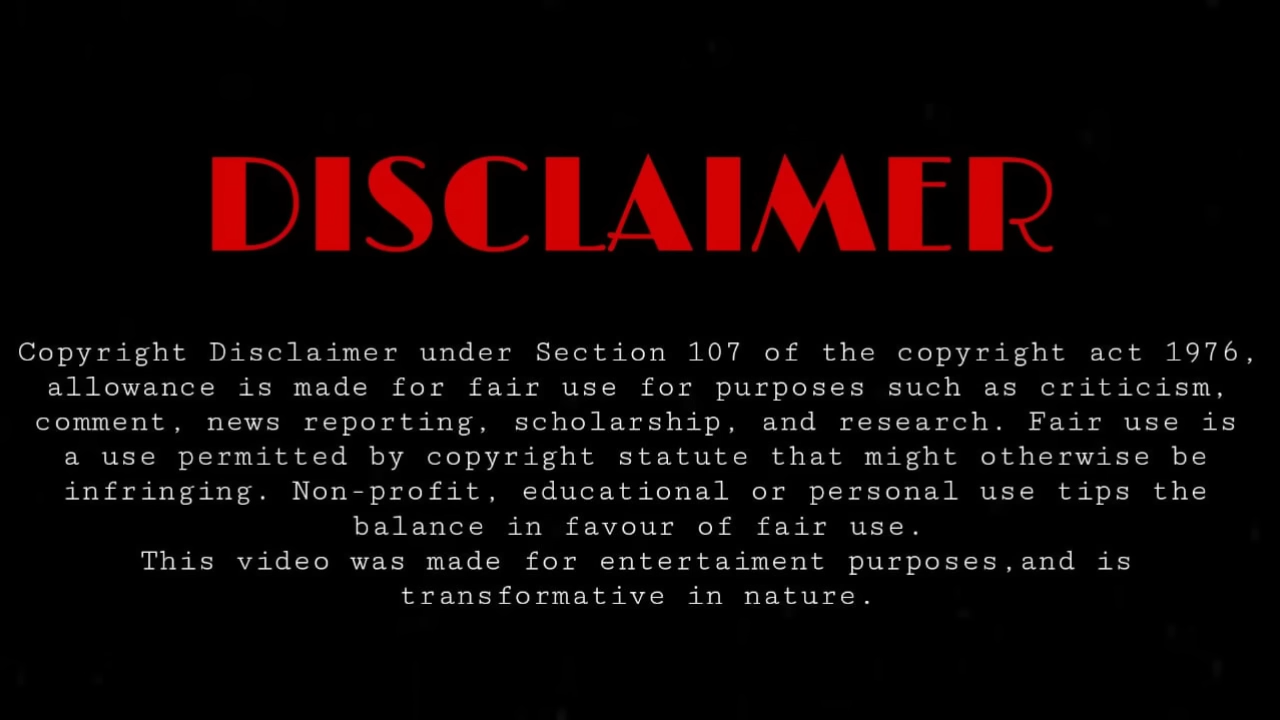 DISCLAIMER
Copyright Disclaimer under Section 107 of the copyright act 1976,
allowance is made for fair use for purposes such as criticism,
comment, news reporting, scholarship, and research. Fair use is
a use permitted by copyright statute that might otherwise be
infringing. Non-profit, educational or personal use tips the
balance in favour of fair use.
This video was made for entertaiment purposes,and is
transformative in nature.